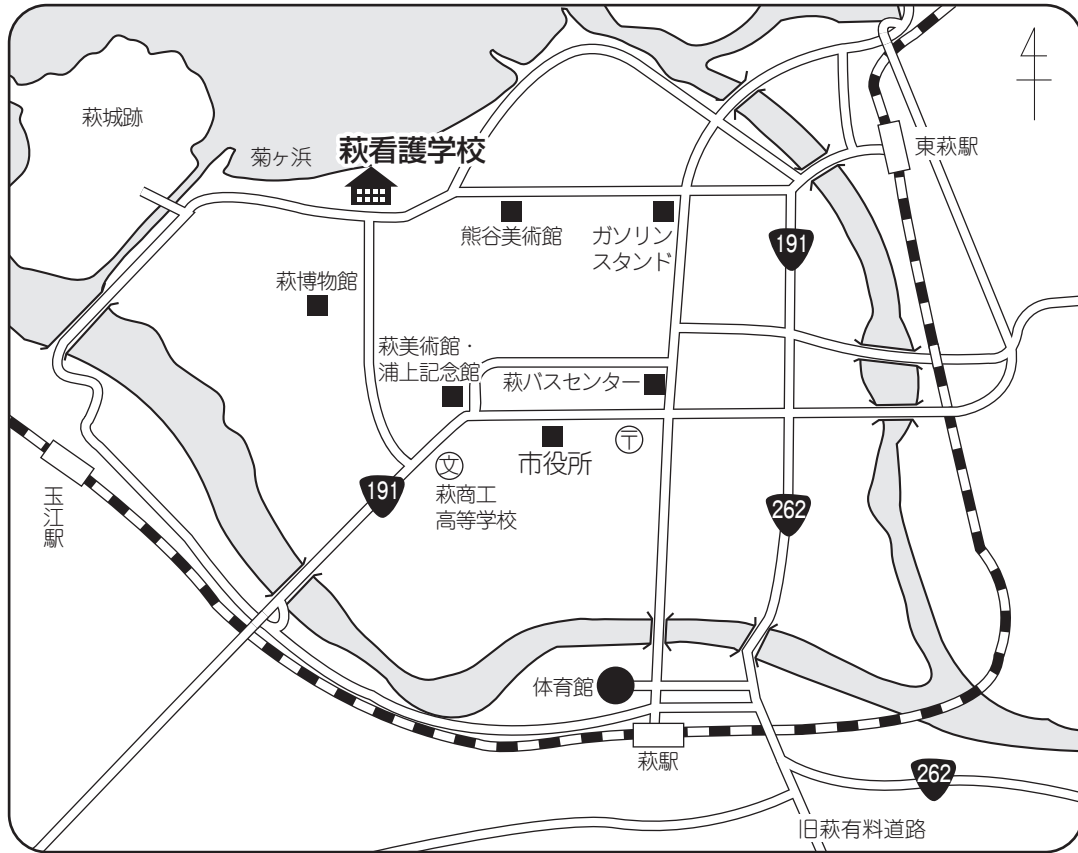 萩城跡
菊ヶ浜
萩看護学校
東萩駅
熊谷美術館
ガソリン
スタンド
191
萩博物館
萩美術館・
浦上記念館
萩バスセンター
〒
市役所
文
萩商工
高等学校
191
262
玉江駅
体育館
萩駅
262
旧萩有料道路